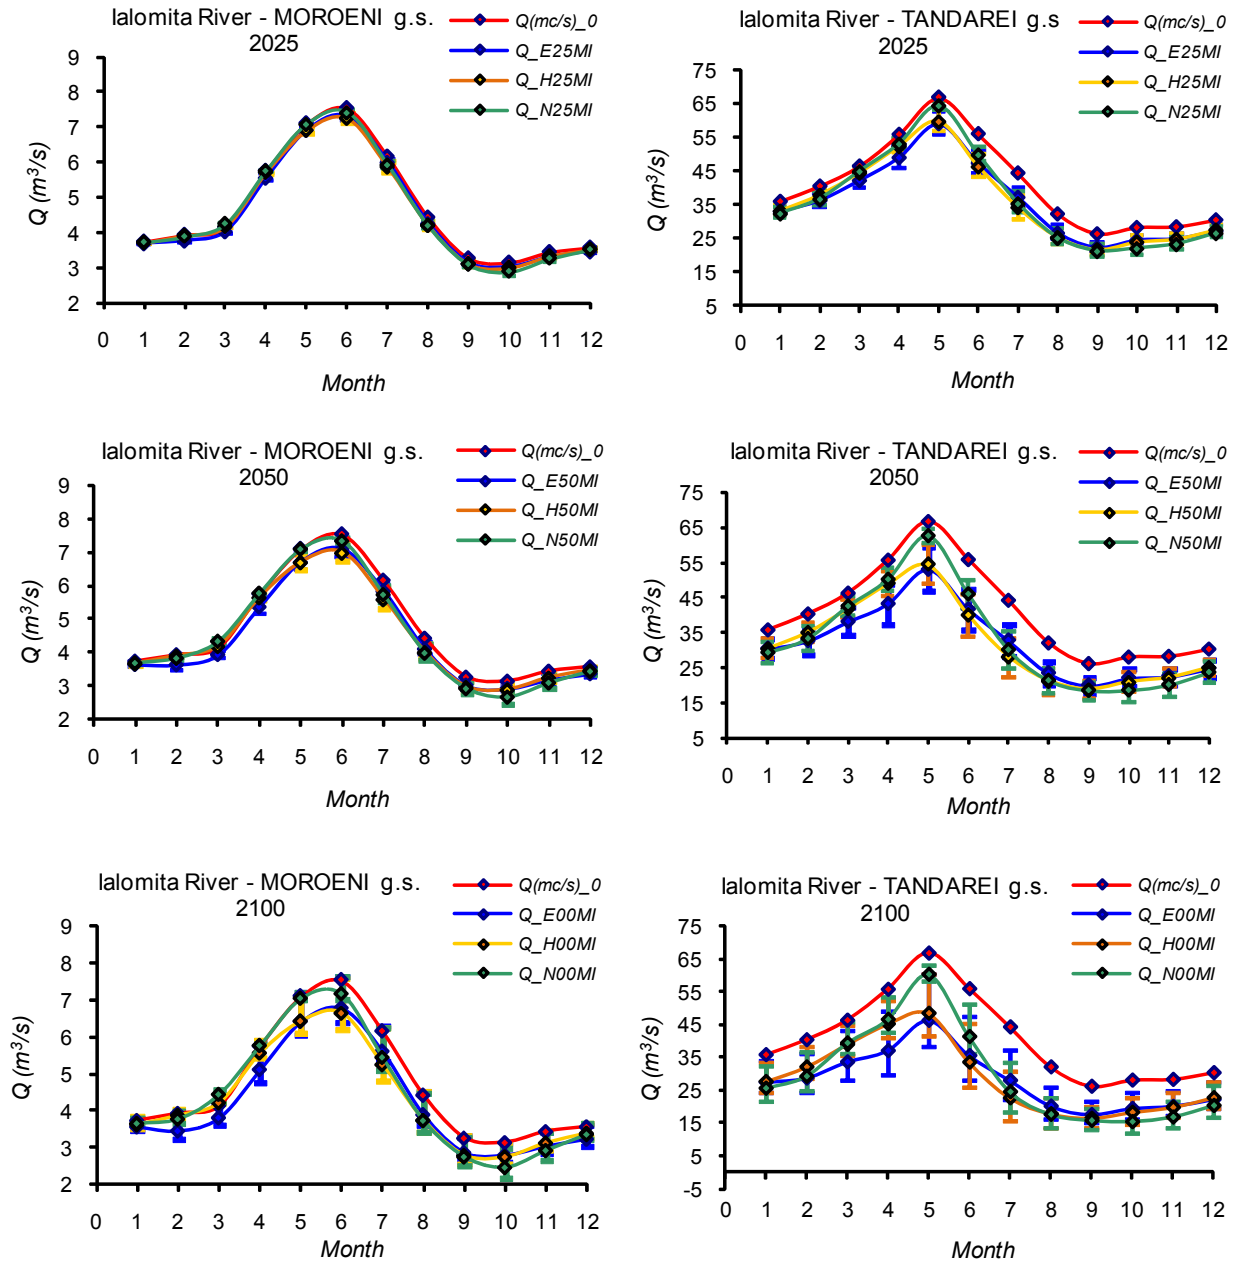 Ialomita River - MOROENI g.s.
2025
Q(mc/s)_0
Q_E25MI
Q_H25MI
Q_N25MI
9
8
7
6
5
4
3
2
Q (m³/s)
0 1 2 3 4 5 6 7 8 9 10 11 12
Month
Ialomita River - TANDAREI g.s
2025
Q(mc/s)_0
Q_E25MI
Q_H25MI
Q_N25MI
75
65
55
45
35
25
15
5
Q (m³/s)
0 1 2 3 4 5 6 7 8 9 10 11 12
Month
Ialomita River - MOROENI g.s.
2050
Q(mc/s)_0
Q_E50MI
Q_H50MI
Q_N50MI
9
8
7
6
5
4
3
2
Q (m³/s)
0 1 2 3 4 5 6 7 8 9 10 11 12
Month
Ialomita River - TANDAREI g.s.
2050
Q(mc/s)_0
Q_E50MI
Q_H50MI
Q_N50MI
75
65
55
45
35
25
15
5
Q (m³/s)
0 1 2 3 4 5 6 7 8 9 10 11 12
Month
Ialomita River - MOROENI g.s.
2100
Q(mc/s)_0
Q_E00MI
Q_H00MI
Q_N00MI
9
8
7
6
5
4
3
2
Q (m³/s)
0 1 2 3 4 5 6 7 8 9 10 11 12
Month
Ialomita River - TANDAREI g.s.
2100
Q(mc/s)_0
Q_E00MI
Q_H00MI
Q_N00MI
75
65
55
45
35
25
15
5
-5
Q (m³/s)
0 1 2 3 4 5 6 7 8 9 10 11 12
Month